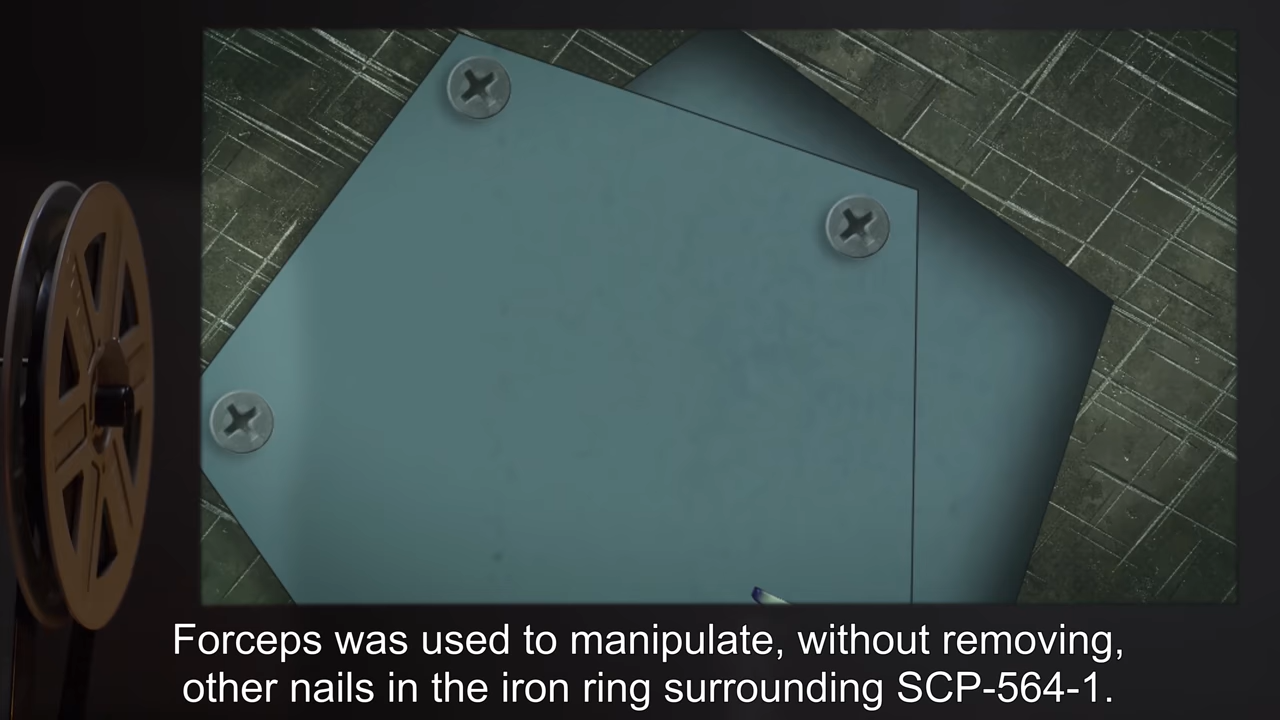 Forceps was used to manipulate, without removing,
other nails in the iron ring surrounding SCP-564-1.